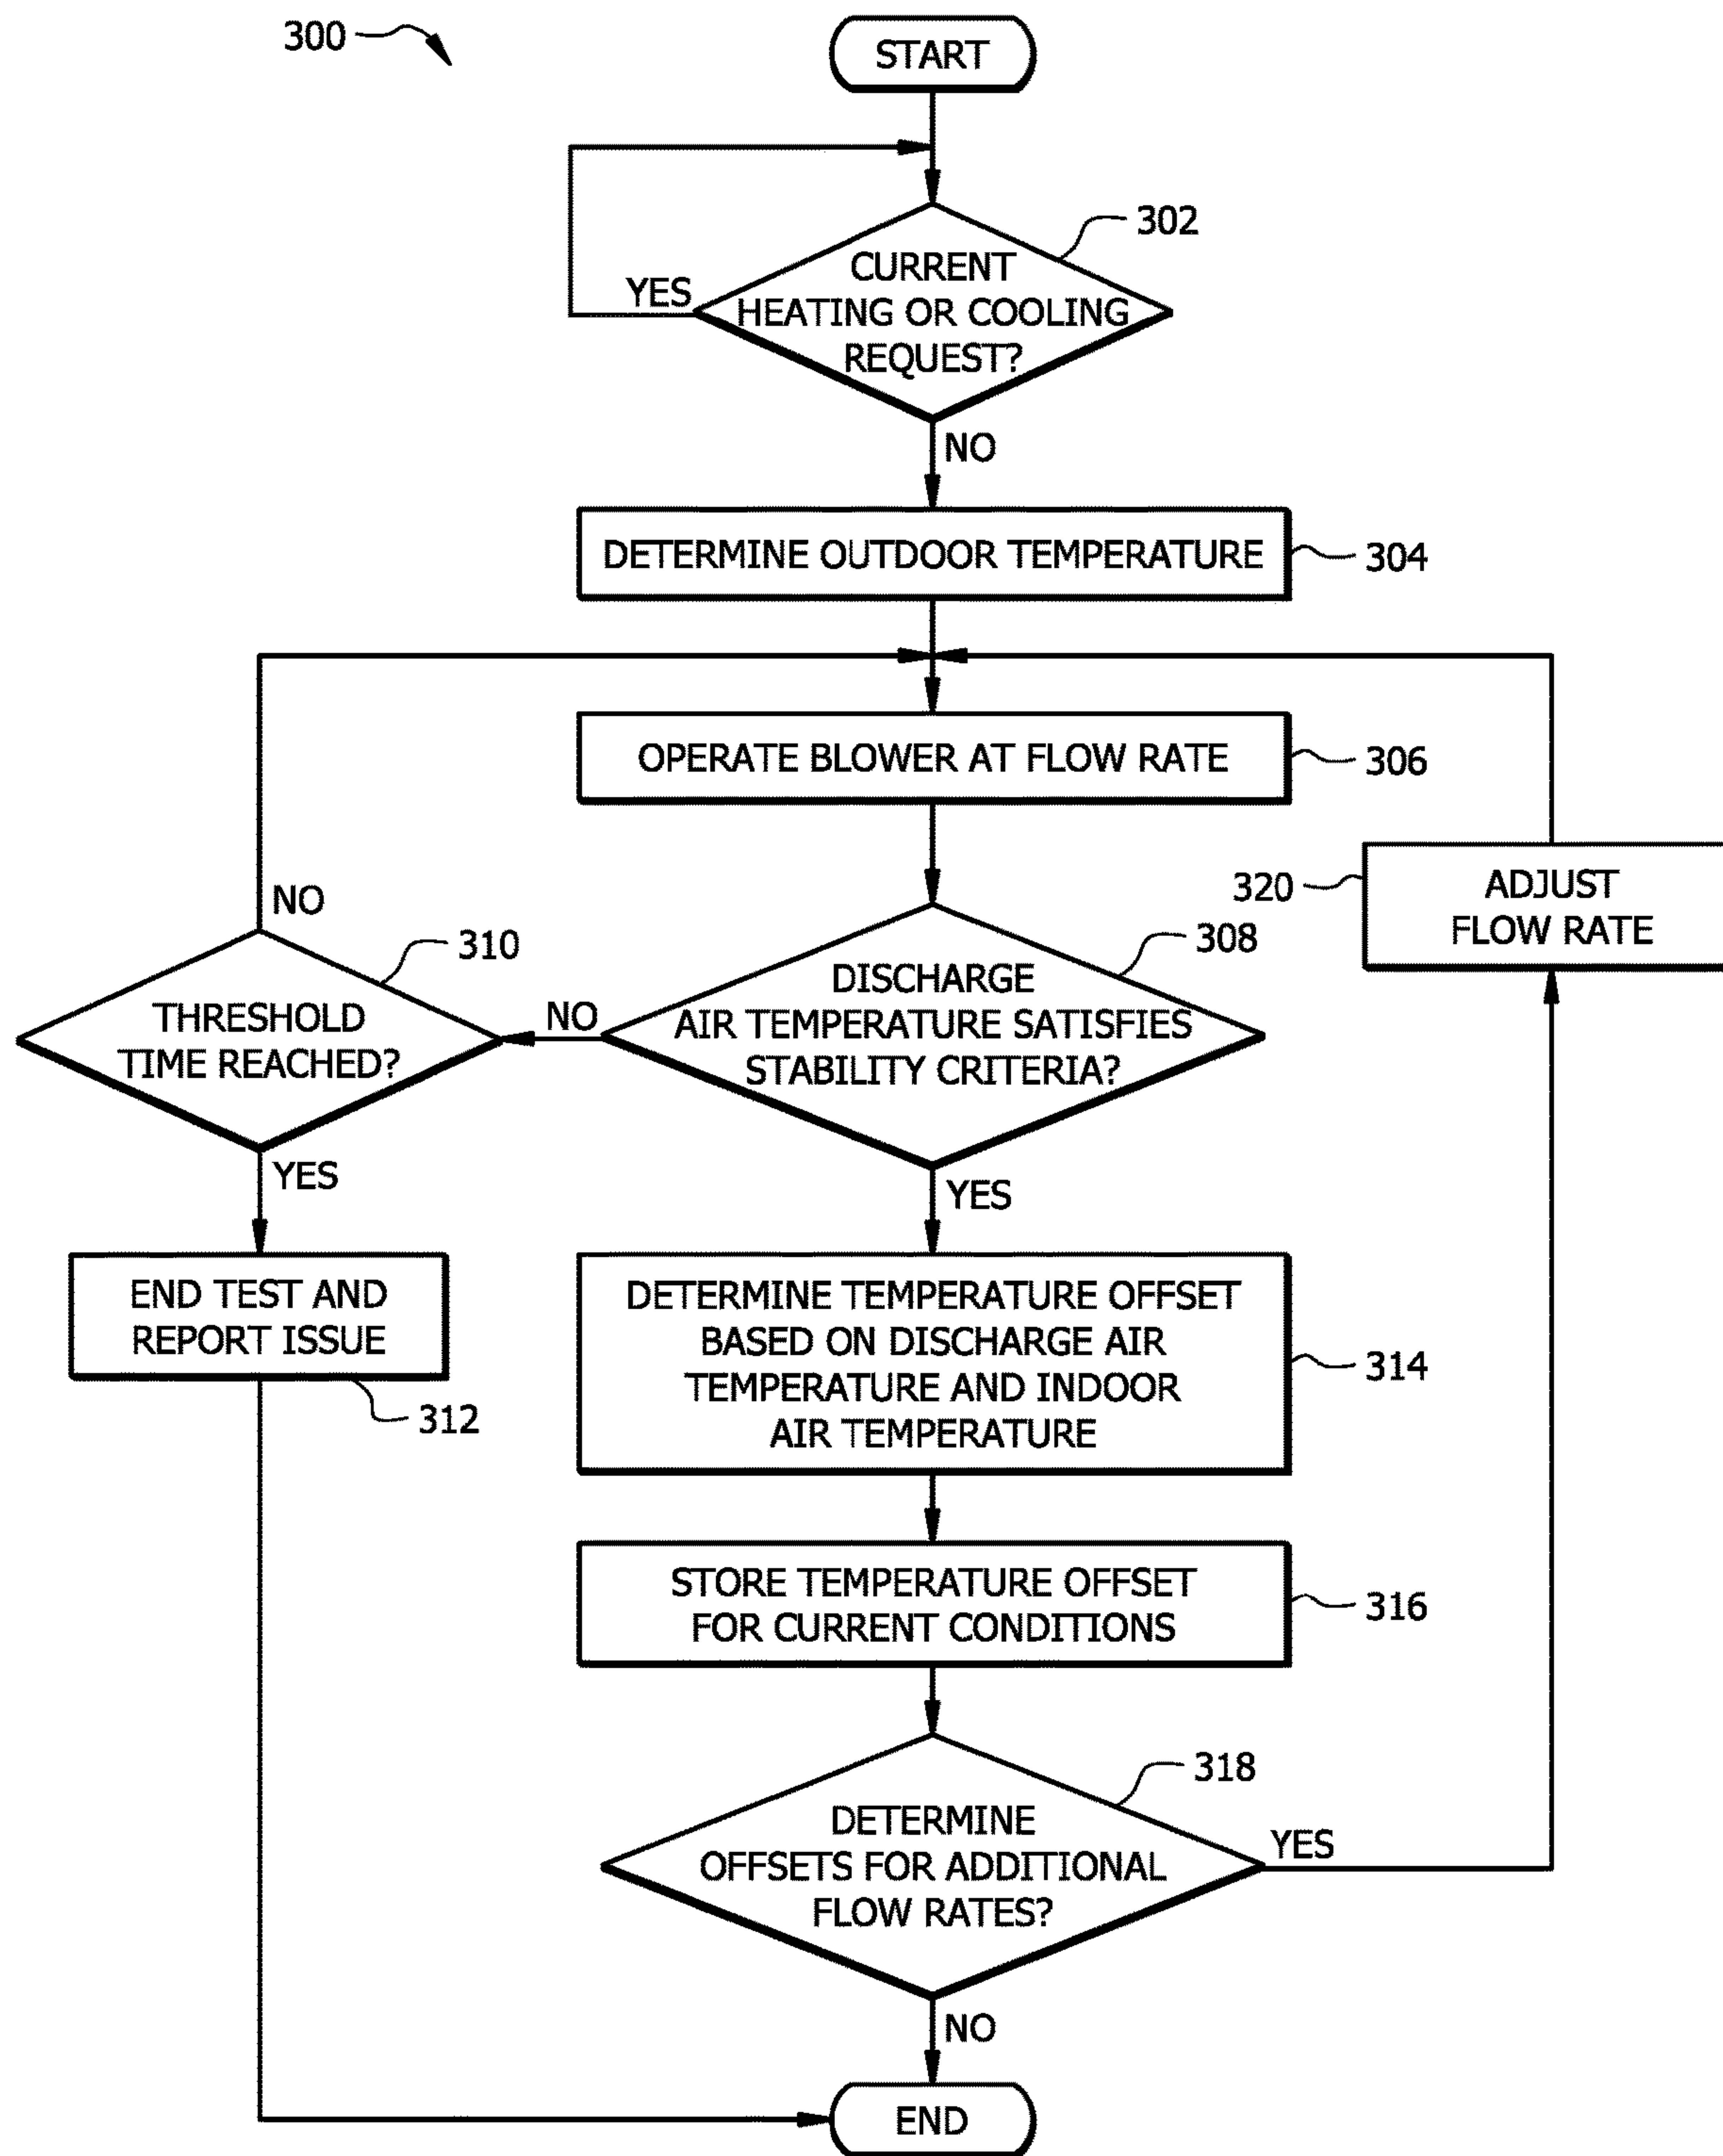 300
START
302
CURRENT
HEATING OR COOLING
REQUEST?
YES
NO
DETERMINE OUTDOOR TEMPERATURE
304
OPERATE BLOWER AT FLOW RATE
306
ADJUST
FLOW RATE
320
NO
310
THRESHOLD
TIME REACHED?
NO
308
DISCHARGE
AIR TEMPERATURE SATISFIES
STABILITY CRITERIA?
YES
YES
END TEST AND
REPORT ISSUE
312
DETERMINE TEMPERATURE OFFSET
BASED ON DISCHARGE AIR
TEMPERATURE AND INDOOR
AIR TEMPERATURE
314
STORE TEMPERATURE OFFSET
FOR CURRENT CONDITIONS
316
318
DETERMINE
OFFSETS FOR ADDITIONAL
FLOW RATES?
YES
NO
END